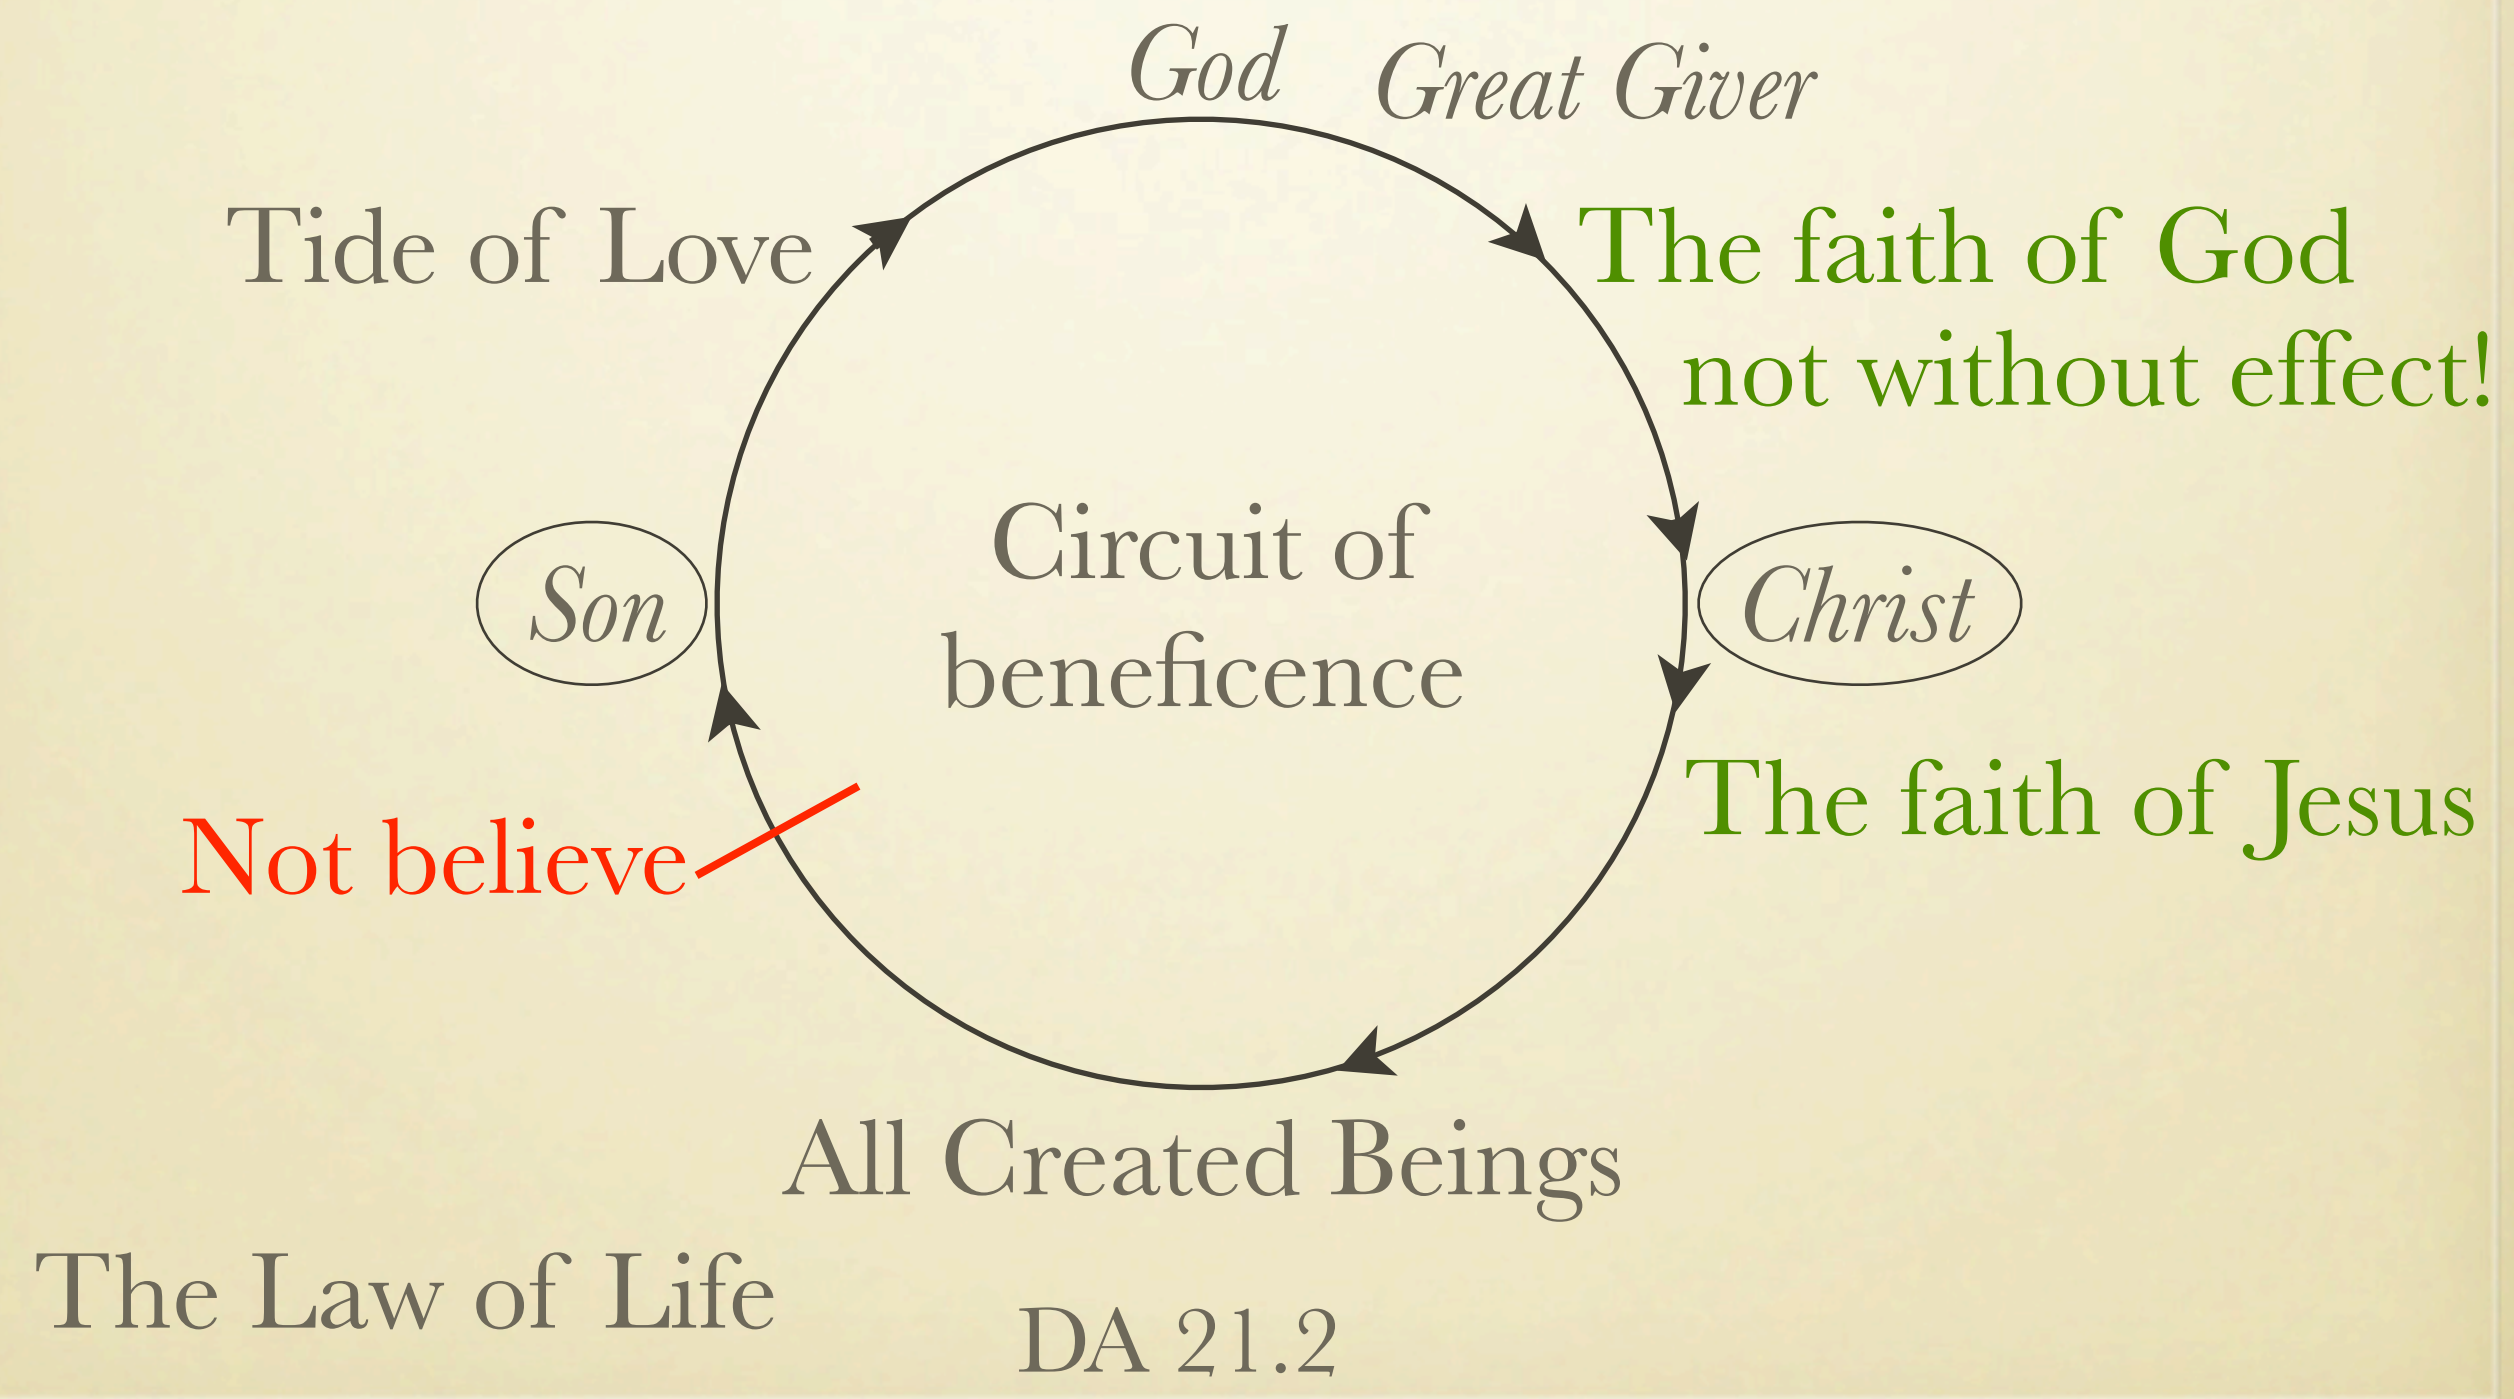 God
Great Giver
Tide of Love
The faith of God
not without effect!
Circuit of
beneficence
Son
Christ
The faith of Jesus
Not believe
All Created Beings
The Law of Life
DA 21.2